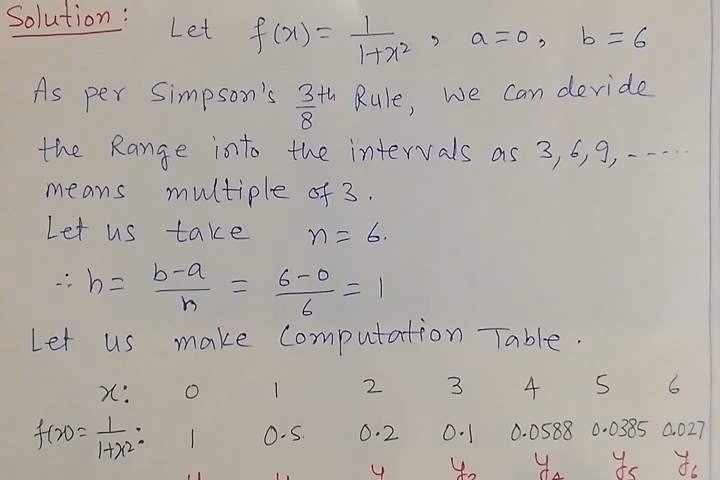 Solution: Let f(x) = 1/1+x², a=0, b=6
As per Simpson's 3/8 th Rule, We can devide
the Range into the intervals as 3, 6, 9, ------
means multiple of 3.
Let us take n = 6.
∴ h = b-a/n = 6-0/6 = 1
Let us make Computation Table.
x: 0 1 2 3 4 5 6
f(x) = 1/1+x²: 1 0.5 0.2 0.1 0.0588 0.0385 0.027
y₃ y₄ y₅ y₆